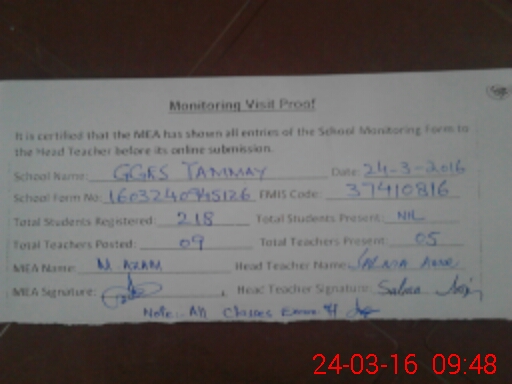 Monitoring Visit Proof
It is certified that the MEA has shown all entries of the School Monitoring Form to
the Head Teacher before its online submission.
School Name: GGES TAMMAY Date: 24-3-2016
School Form No: EMIS Code: 37410816
Total Students Registered: 218 Total Students Present: NIL
Total Teachers Posted: 09 Total Teachers Present: 05
MEA Name: M AZAM Head Teacher Name:
MEA Signature: Head Teacher Signature:
Note: All Classes
24-03-16 09:48